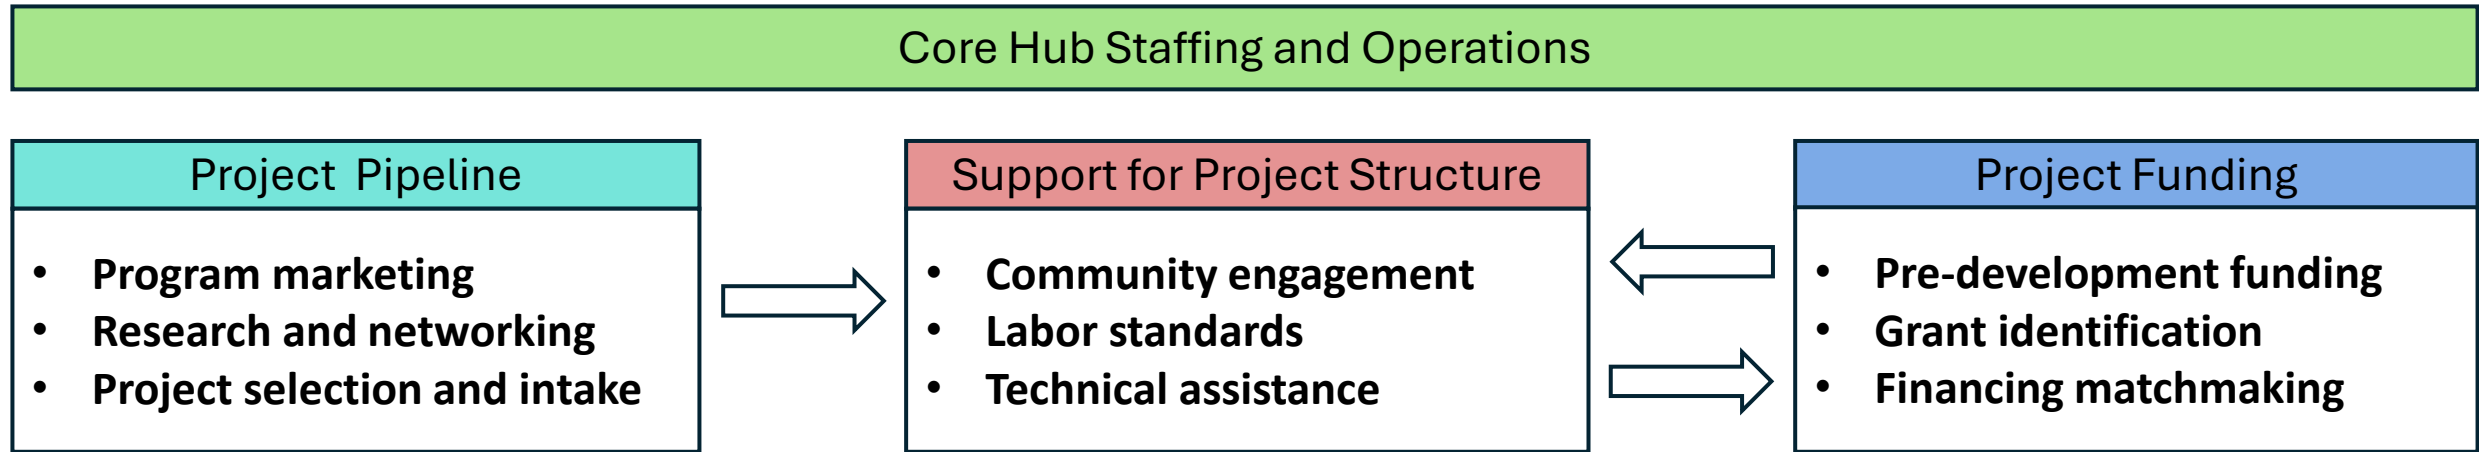 Core Hub Staffing and Operations
Project Pipeline
• Program marketing
• Research and networking
• Project selection and intake
Support for Project Structure
• Community engagement
• Labor standards
• Technical assistance
Project Funding
• Pre-development funding
• Grant identification
• Financing matchmaking